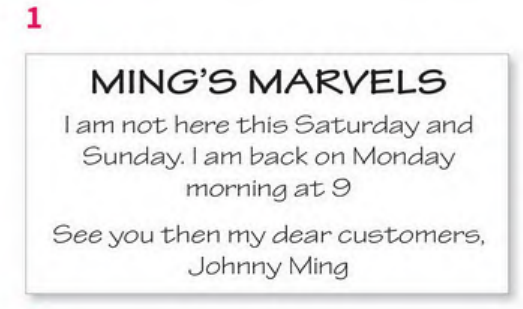 1
MING'S MARVELS
I am not here this Saturday and
Sunday. I am back on Monday
morning at 9
See you then my dear customers,
Johnny Ming